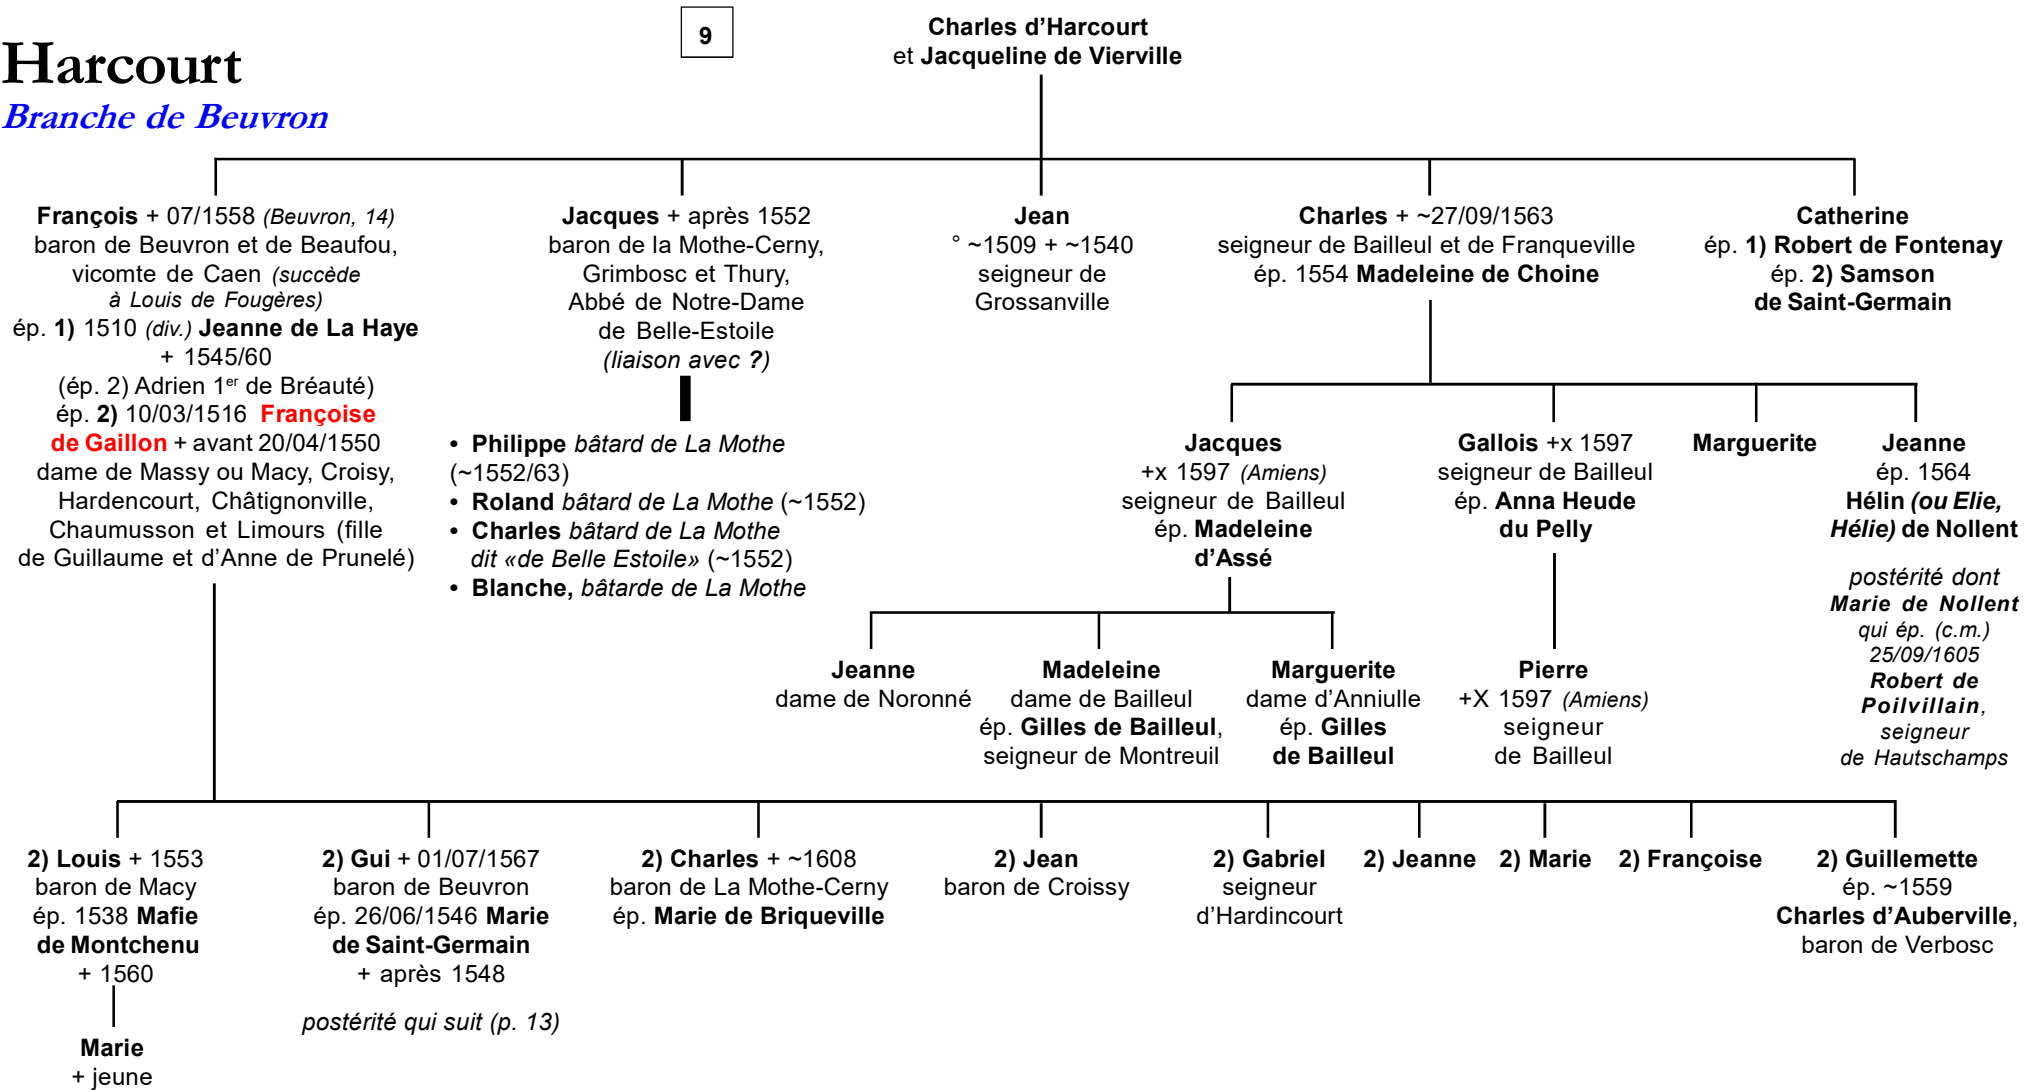 9
Charles d’Harcourt
et Jacqueline de Vierville
Harcourt
Branche de Beuvron
François + 07/1558 (Beuvron, 14)
baron de Beuvron et de Beaufou,
vicomte de Caen (succède
à Louis de Fougères)
ép. 1) 1510 (div.) Jeanne de La Haye
+ 1545/60
(ép. 2) Adrien 1er de Bréauté)
ép. 2) 10/03/1516 Françoise
de Gaillon + avant 20/04/1550
dame de Massy ou Macy, Croisy,
Hardencourt, Châtignonville,
Chaumusson et Limours (fille
de Guillaume et d’Anne de Prunelé)
Jacques + après 1552
baron de la Mothe-Cerny,
Grimbosc et Thury,
Abbé de Notre-Dame
de Belle-Estoile
(liaison avec ?)
• Philippe bâtard de La Mothe
(~1552/63)
• Roland bâtard de La Mothe (~1552)
• Charles bâtard de La Mothe
dit «de Belle Estoile» (~1552)
• Blanche, bâtarde de La Mothe
Jean
° ~1509 + ~1540
seigneur de
Grossanville
Charles + ~27/09/1563
seigneur de Bailleul et de Franqueville
ép. 1554 Madeleine de Choine
Catherine
ép. 1) Robert de Fontenay
ép. 2) Samson
de Saint-Germain
Jacques
+x 1597 (Amiens)
seigneur de Bailleul
ép. Madeleine
d’Assé
Gallois +x 1597
seigneur de Bailleul
ép. Anna Heude
du Pelly
Marguerite
Jeanne
ép. 1564
Hélin (ou Elie,
Hélie) de Nollent
postérité dont
Marie de Nollent
qui ép. (c.m.)
25/09/1605
Robert de
Poilvillain,
seigneur
de Hautschamps
Jeanne
dame de Noronné
Madeleine
dame de Bailleul
ép. Gilles de Bailleul,
seigneur de Montreuil
Marguerite
dame d’Anniulle
ép. Gilles
de Bailleul
Pierre
+X 1597 (Amiens)
seigneur
de Bailleul
2) Louis + 1553
baron de Macy
ép. 1538 Mafie
de Montchenu
+ 1560
Marie
+ jeune
2) Gui + 01/07/1567
baron de Beuvron
ép. 26/06/1546 Marie
de Saint-Germain
+ après 1548
postérité qui suit (p. 13)
2) Charles + ~1608
baron de La Mothe-Cerny
ép. Marie de Briqueville
2) Jean
baron de Croissy
2) Gabriel
seigneur
d’Hardincourt
2) Jeanne
2) Marie
2) Françoise
2) Guillemette
ép. ~1559
Charles d’Auberville,
baron de Verbosc